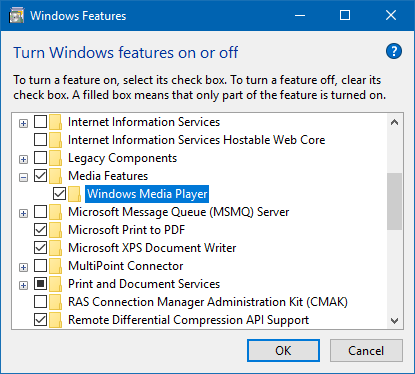 Windows Features
Turn Windows features on or off
?
To turn a feature on, select its check box. To turn a feature off, clear its
check box. A filled box means that only part of the feature is turned on.
Internet Information Services
Internet Information Services Hostable Web Core
Legacy Components
Media Features
Windows Media Player
Microsoft Message Queue (MSMQ) Server
Microsoft Print to PDF
Microsoft XPS Document Writer
MultiPoint Connector
Print and Document Services
RAS Connection Manager Administration Kit (CMAK)
Remote Differential Compression API Support
OK
Cancel